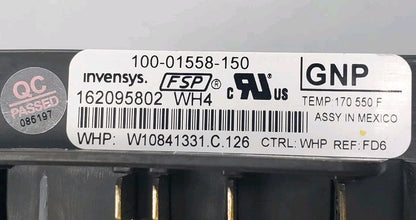 100-01558-150
invensys. FSP® c RU US
162095802 WH4
WHP: W10841331.C.126 CTRL: WHP REF: FD6
GNP
TEMP: 170 550 F
ASSY IN MEXICO
QC
PASSED
086197